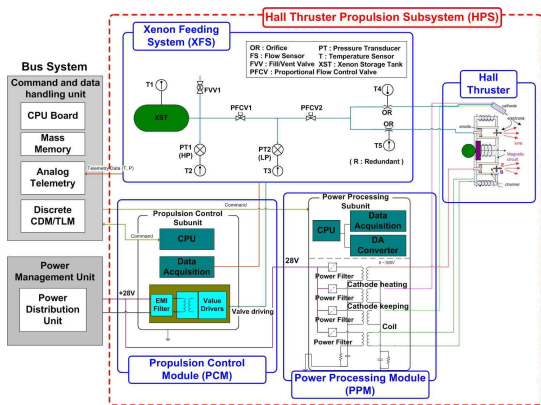 Hall Thruster Propulsion Subsystem (HPS)
Xenon Feeding
System (XFS)
OR : Orifice
PT : Pressure Transducer
FS : Flow Sensor
T : Temperature Sensor
FVV : Fill/Vent Valve
XST : Xenon Storage Tank
PFCV : Proportional Flow Control Valve
Bus System
Command and data
handling unit
CPU Board
Mass
Memory
Analog
Telemetry
Discrete
CDM/TLM
Telemetry Data (T, P)
T1
FVV1
XST
PFCV1
PFCV2
PT1
(HP)
T2
PT2
(LP)
T3
T4
OR
OR
T5
( R : Redundant )
Hall
Thruster
cathode
electrons
anode
ions
Magnetic
circuit
E
B
channel
Command
Propulsion Control
Subunit
Command
CPU
Data
Acquisition
EMI
Filter
Value
Drivers
Valve driving
Propulsion Control
Module (PCM)
Power
Management Unit
Power
Distribution
Unit
+28V
28V
Power Processing
Subunit
CPU
Data
Acquisition
DA
Converter
Power Filter
Cathode heating
Power Filter
Cathode keeping
Power Filter
Coil
Power Filter
Power Processing Module
(PPM)